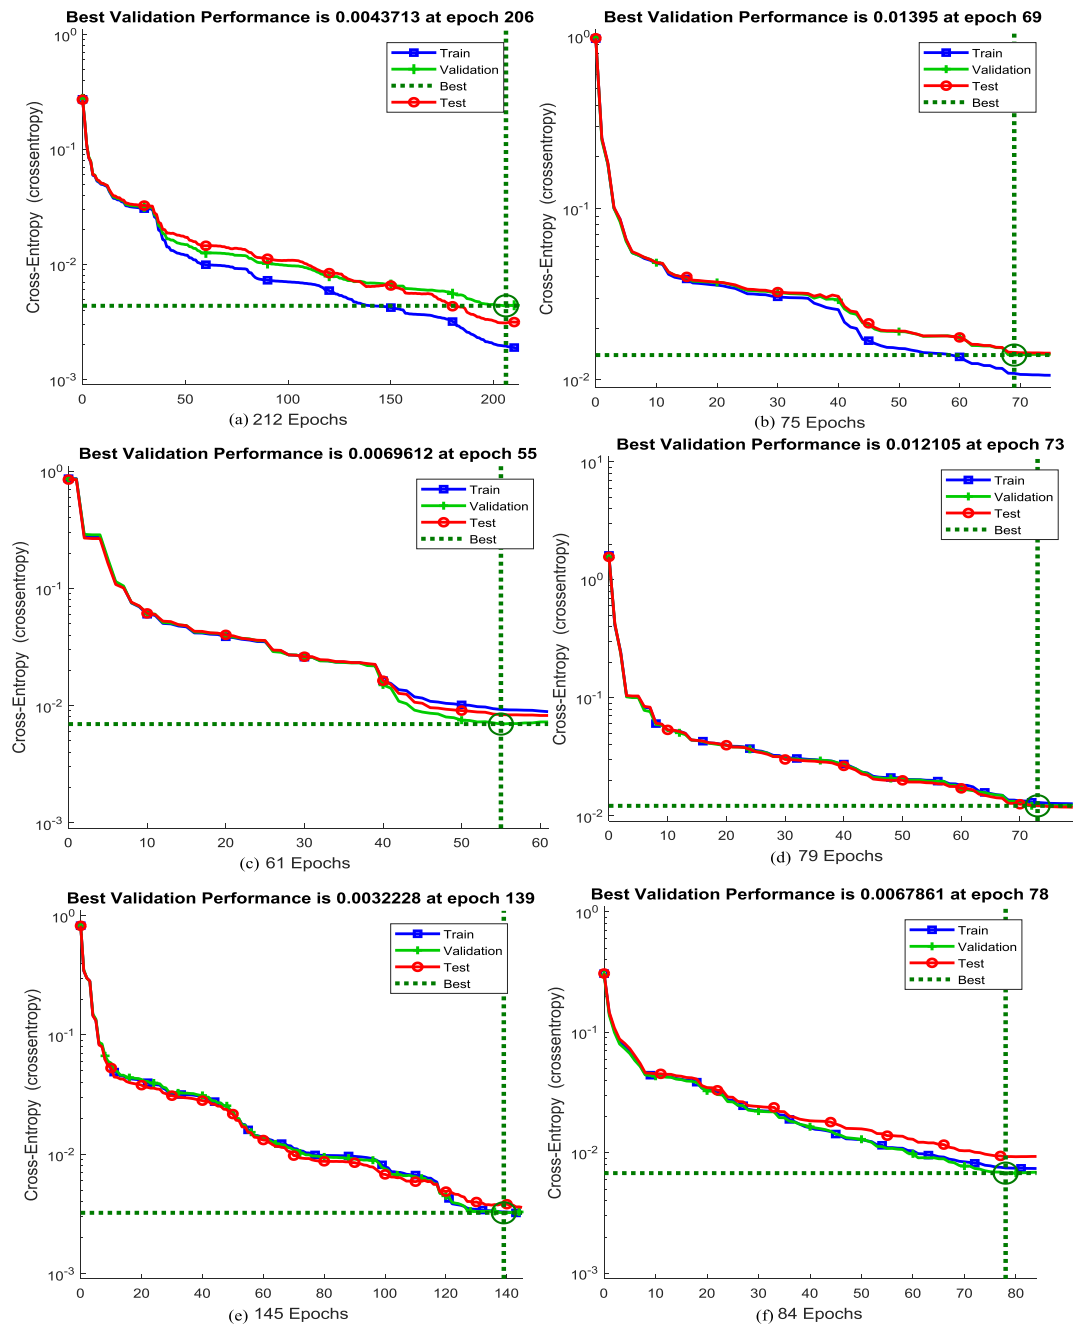 Best Validation Performance is 0.0043713 at epoch 206
Cross-Entropy (crossentropy)
10^0
10^-1
10^-2
10^-3
Train
Validation
Best
Test
0 50 100 150 200
(a) 212 Epochs
Best Validation Performance is 0.01395 at epoch 69
Cross-Entropy (crossentropy)
10^0
10^-1
10^-2
Train
Validation
Test
Best
0 10 20 30 40 50 60 70
(b) 75 Epochs
Best Validation Performance is 0.0069612 at epoch 55
Cross-Entropy (crossentropy)
10^0
10^-1
10^-2
10^-3
Train
Validation
Test
Best
0 10 20 30 40 50 60
(c) 61 Epochs
Best Validation Performance is 0.012105 at epoch 73
Cross-Entropy (crossentropy)
10^1
10^0
10^-1
10^-2
Train
Validation
Test
Best
0 10 20 30 40 50 60 70
(d) 79 Epochs
Best Validation Performance is 0.0032228 at epoch 139
Cross-Entropy (crossentropy)
10^0
10^-1
10^-2
10^-3
Train
Validation
Test
Best
0 20 40 60 80 100 120 140
(e) 145 Epochs
Best Validation Performance is 0.0067861 at epoch 78
Cross-Entropy (crossentropy)
10^0
10^-1
10^-2
10^-3
Train
Validation
Test
Best
0 10 20 30 40 50 60 70 80
(f) 84 Epochs